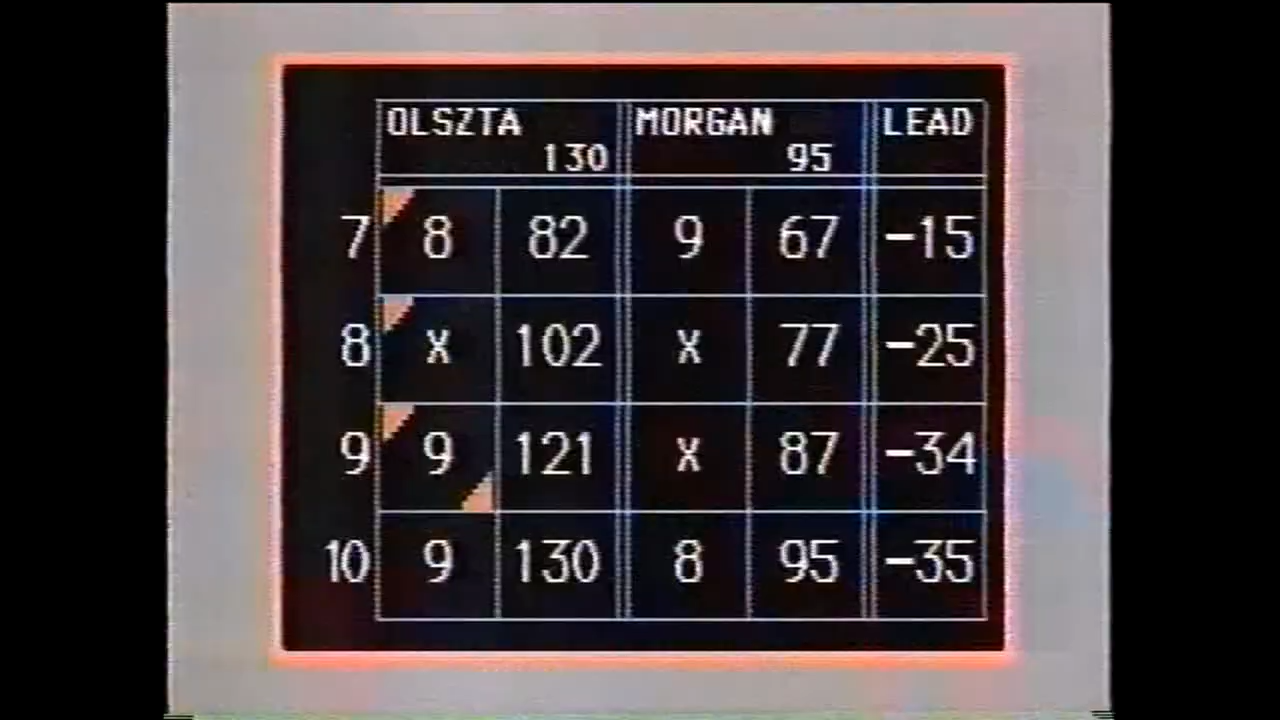 OLSZTA MORGAN LEAD
130 95
7 8 82 9 67 -15
8 X 102 X 77 -25
9 9 121 X 87 -34
10 9 130 8 95 -35